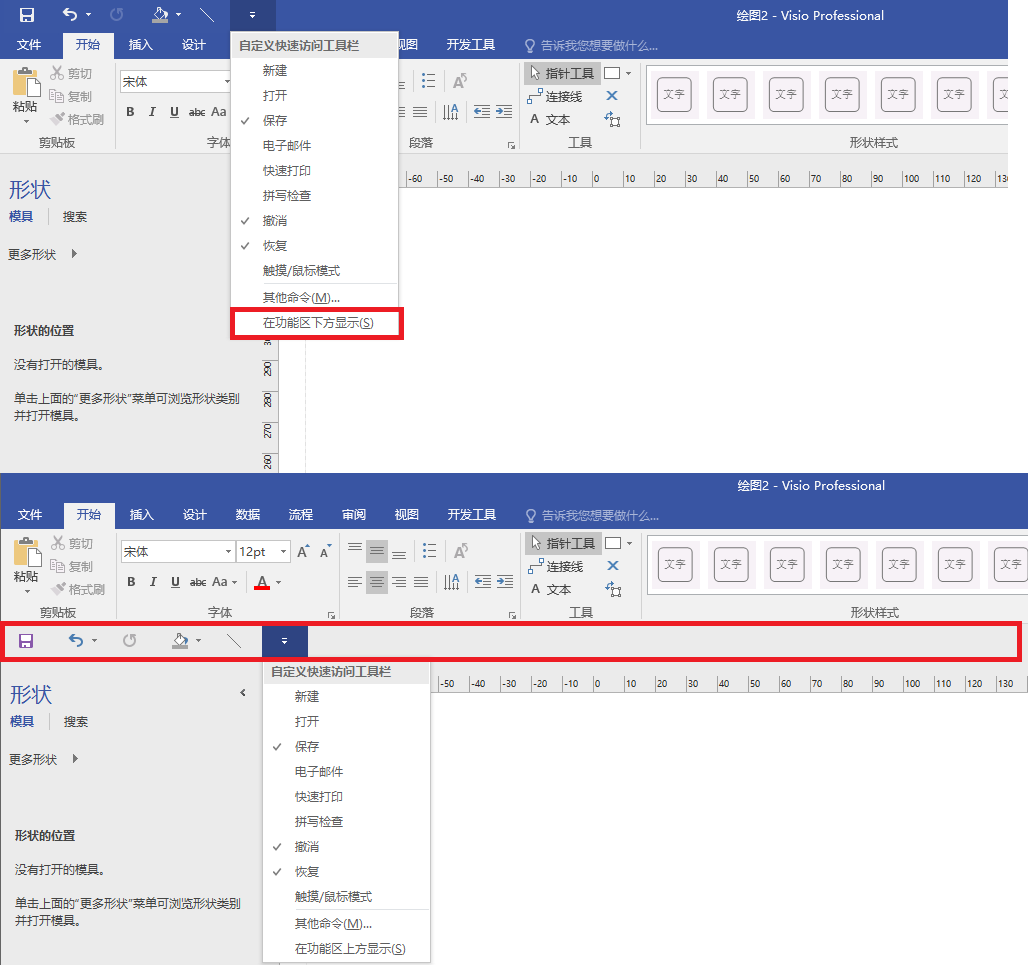 绘图2 - Visio Professional
文件 开始 插入 设计 视图 开发工具 告诉我您想要做什么...
自定义快速访问工具栏
新建
打开
保存
电子邮件
快速打印
拼写检查
撤消
恢复
触摸/鼠标模式
其他命令(M)...
在功能区下方显示(S)
粘贴
剪切
复制
格式刷
剪贴板
宋体
B I U abc Aa
字体
段落
指针工具
连接线
A 文本
工具
文字 文字 文字 文字 文字 文字
形状样式
-60 -50 -40 -30 -20 -10 0 10 20 30 40 50 60 70 80 90 100 110 120
形状
模具 搜索
更多形状
形状的位置
没有打开的模具。
单击上面的“更多形状”菜单可浏览形状类别
并打开模具。
290
280
270
260
绘图2 - Visio Professional
文件 开始 插入 设计 数据 流程 审阅 视图 开发工具 告诉我您想要做什么...
粘贴
剪切
复制
格式刷
剪贴板
宋体 12pt A A
B I U abc Aa A
字体
段落
指针工具
连接线
A 文本
工具
文字 文字 文字 文字 文字 文字 文字
形状样式
自定义快速访问工具栏
新建
打开
保存
电子邮件
快速打印
拼写检查
撤消
恢复
触摸/鼠标模式
其他命令(M)...
在功能区上方显示(S)
-50 -40 -30 -20 -10 0 10 20 30 40 50 60 70 80 90 100 110 120 130
形状
模具 搜索
更多形状
形状的位置
没有打开的模具。
单击上面的“更多形状”菜单可浏览形状类别
并打开模具。